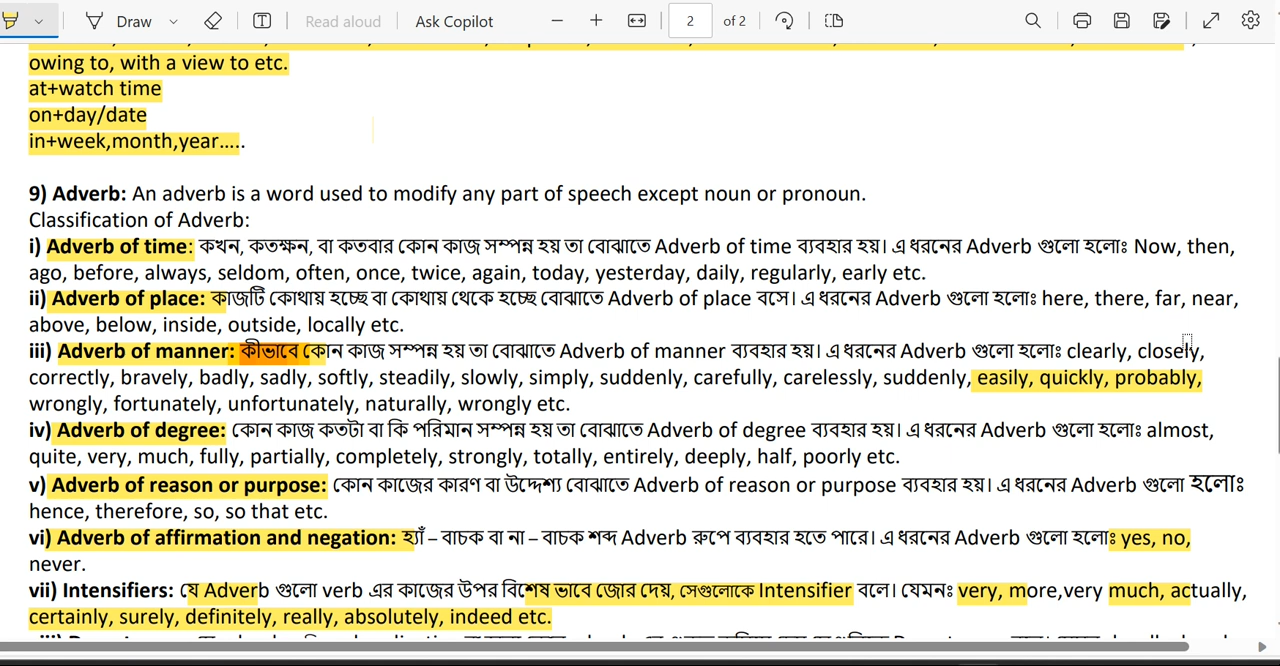 Draw Read aloud Ask Copilot 2 of 2
owing to, with a view to etc.
at+watch time
on+day/date
in+week,month,year.....
9) Adverb: An adverb is a word used to modify any part of speech except noun or pronoun.
Classification of Adverb:
i) Adverb of time: কখন, কতক্ষন, বা কতবার কোন কাজ সম্পন্ন হয় তা বোঝাতে Adverb of time ব্যবহার হয়। এ ধরনের Adverb গুলো হলোঃ Now, then,
ago, before, always, seldom, often, once, twice, again, today, yesterday, daily, regularly, early etc.
ii) Adverb of place: কাজটি কোথায় হচ্ছে বা কোথায় থেকে হচ্ছে বোঝাতে Adverb of place বসে। এ ধরনের Adverb গুলো হলোঃ here, there, far, near,
above, below, inside, outside, locally etc.
iii) Adverb of manner: কীভাবে কোন কাজ সম্পন্ন হয় তা বোঝাতে Adverb of manner ব্যবহার হয়। এ ধরনের Adverb গুলো হলোঃ clearly, closely,
correctly, bravely, badly, sadly, softly, steadily, slowly, simply, suddenly, carefully, carelessly, suddenly, easily, quickly, probably,
wrongly, fortunately, unfortunately, naturally, wrongly etc.
iv) Adverb of degree: কোন কাজ কতটা বা কি পরিমান সম্পন্ন হয় তা বোঝাতে Adverb of degree ব্যবহার হয়। এ ধরনের Adverb গুলো হলোঃ almost,
quite, very, much, fully, partially, completely, strongly, totally, entirely, deeply, half, poorly etc.
v) Adverb of reason or purpose: কোন কাজের কারণ বা উদ্দেশ্য বোঝাতে Adverb of reason or purpose ব্যবহার হয়। এ ধরনের Adverb গুলো হলোঃ
hence, therefore, so, so that etc.
vi) Adverb of affirmation and negation: হ্যাঁ – বাচক বা না – বাচক শব্দ Adverb রুপে ব্যবহার হতে পারে। এ ধরনের Adverb গুলো হলোঃ yes, no,
never.
vii) Intensifiers: যে Adverb গুলো verb এর কাজের উপর বিশেষ ভাবে জোর দেয়, সেগুলোকে Intensifier বলে। যেমনঃ very, more,very much, actually,
certainly, surely, definitely, really, absolutely, indeed etc.